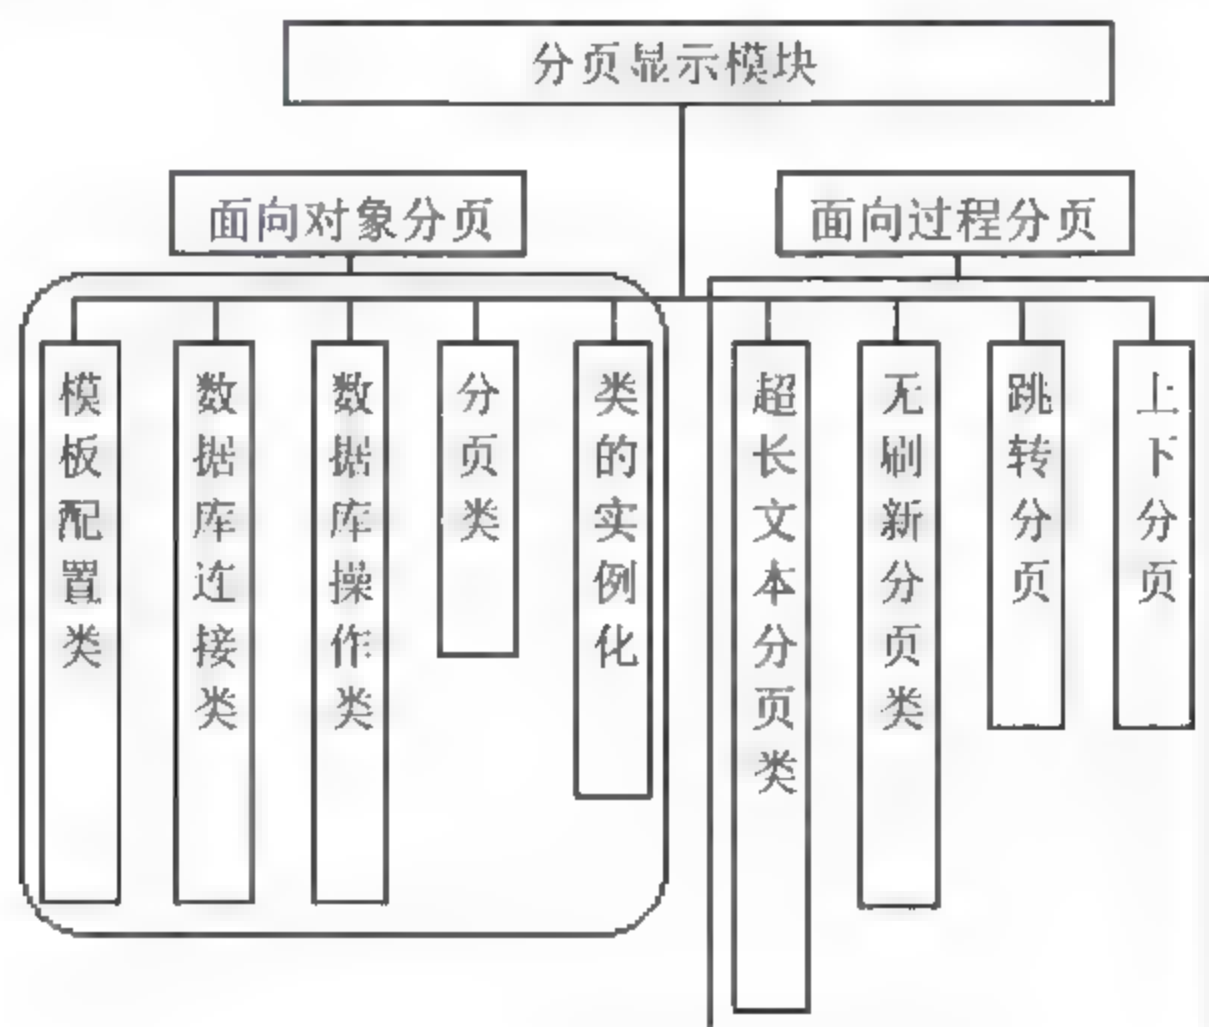 分页显示模块
面向对象分页
面向过程分页
模板配置类
数据库连接类
数据库操作类
分页类
类的实例化
超长文本分页类
无刷新分页类
跳转分页
上下分页